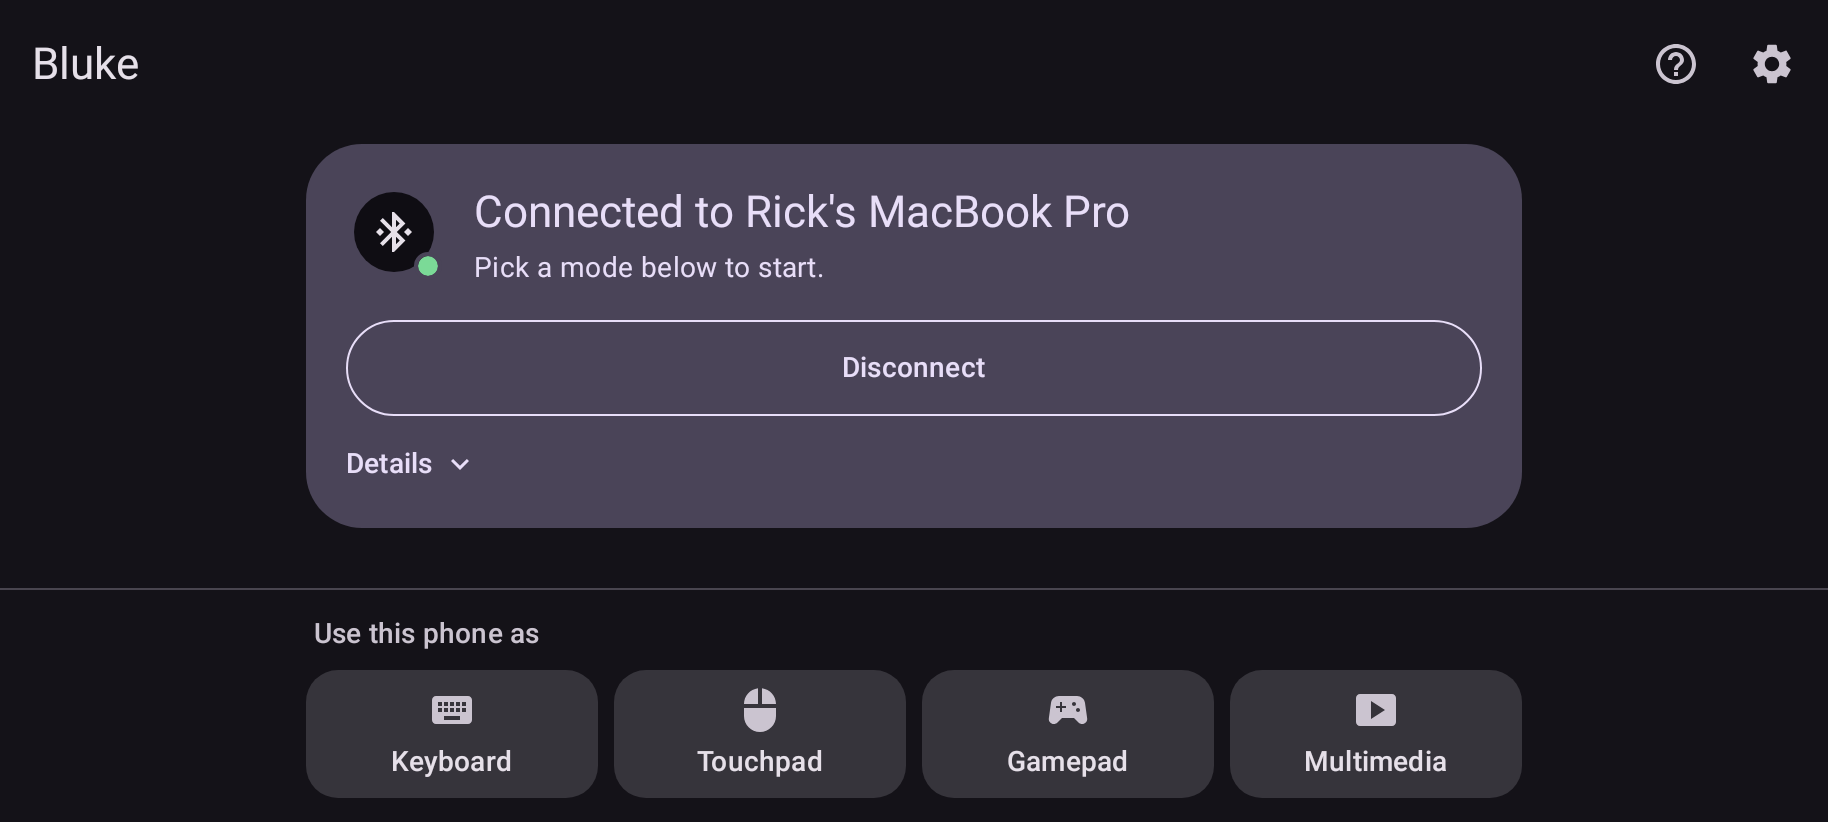 Bluke
Connected to Rick's MacBook Pro
Pick a mode below to start.
Disconnect
Details
Use this phone as
Keyboard
Touchpad
Gamepad
Multimedia